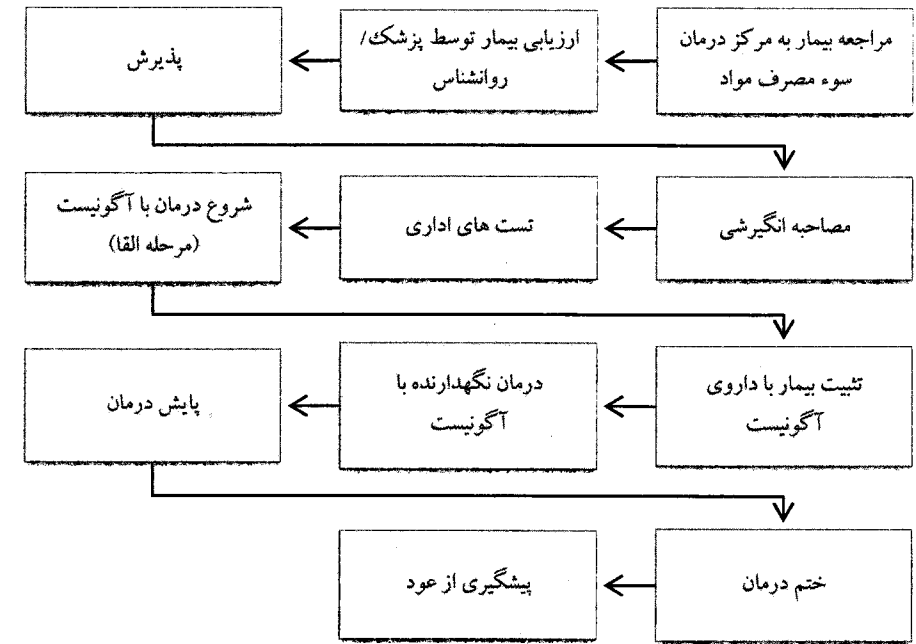 مراجعه بیمار به مرکز درمان
سوء مصرف مواد
ارزیابی بیمار توسط پزشک/
روانشناس
پذیرش
مصاحبه انگیرشی
تست های اداری
شروع درمان با آگونیست
(مرحله القا)
تثبیت بیمار با داروی
آگونیست
درمان نگهدارنده با
آگونیست
پایش درمان
ختم درمان
پیشگیری از عود